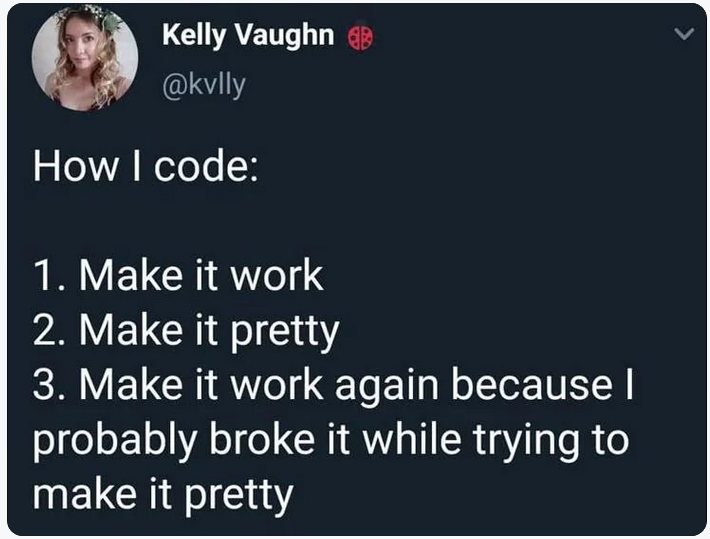 Kelly Vaughn 🐞
@kvlly
How I code:
1. Make it work
2. Make it pretty
3. Make it work again because I
probably broke it while trying to
make it pretty